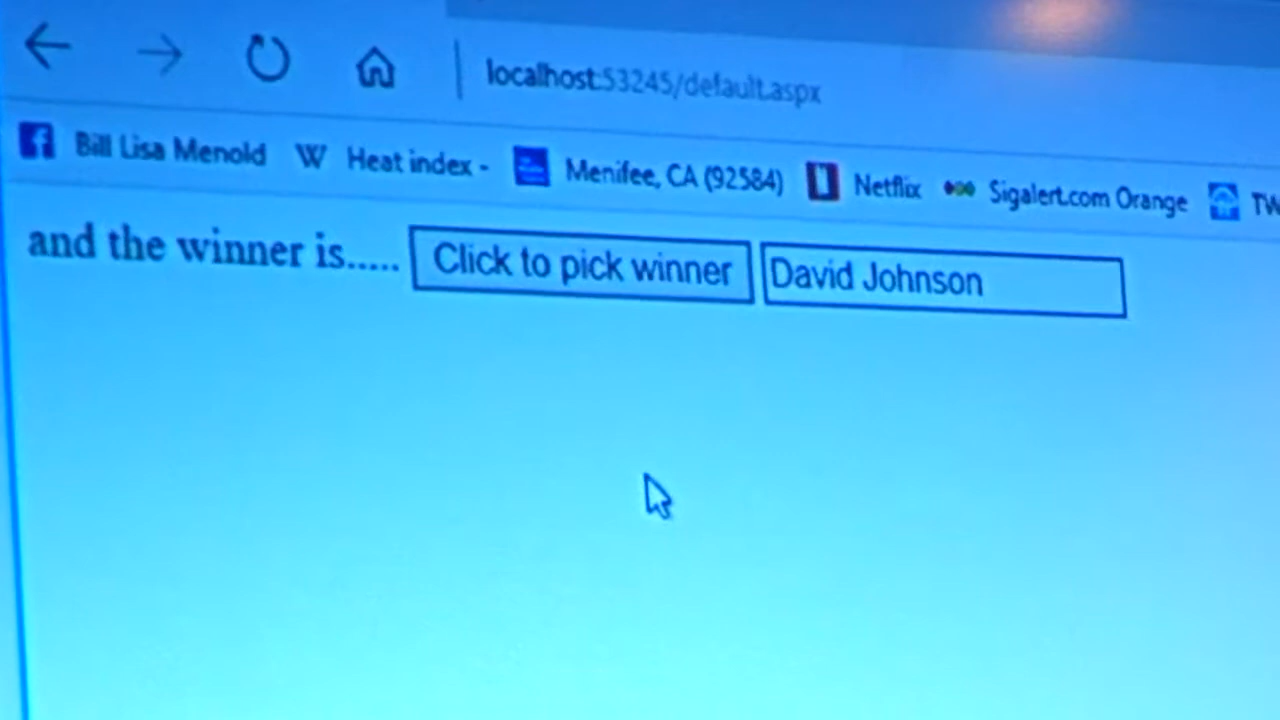 localhost:53245/default.aspx
Bill Lisa Menold W Heat index - Menifee, CA (92584) Netflix Sigalert.com Orange TW
and the winner is..... Click to pick winner David Johnson